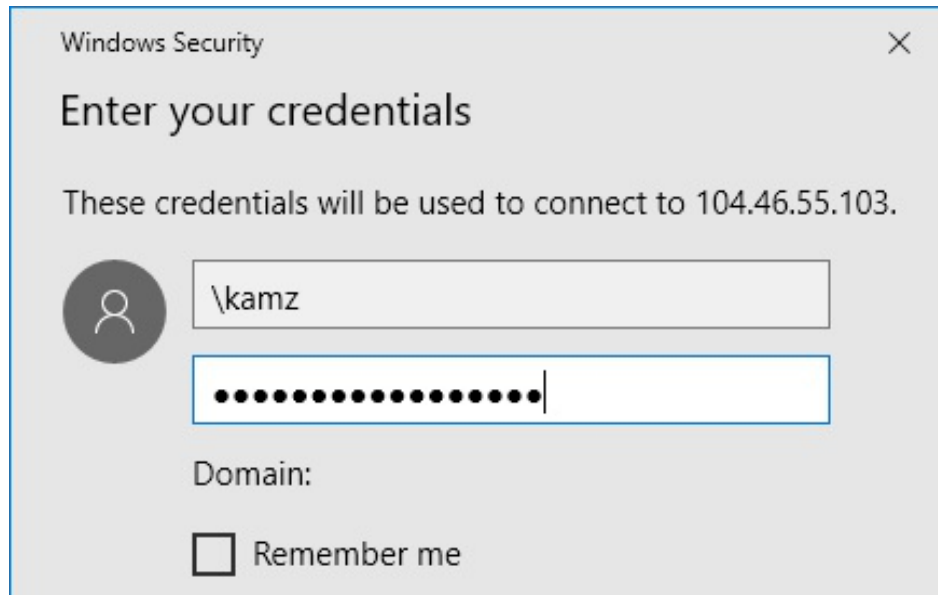 Windows Security
Enter your credentials
These credentials will be used to connect to 104.46.55.103.
\kamz
•••••••••••••••••
Domain:
Remember me